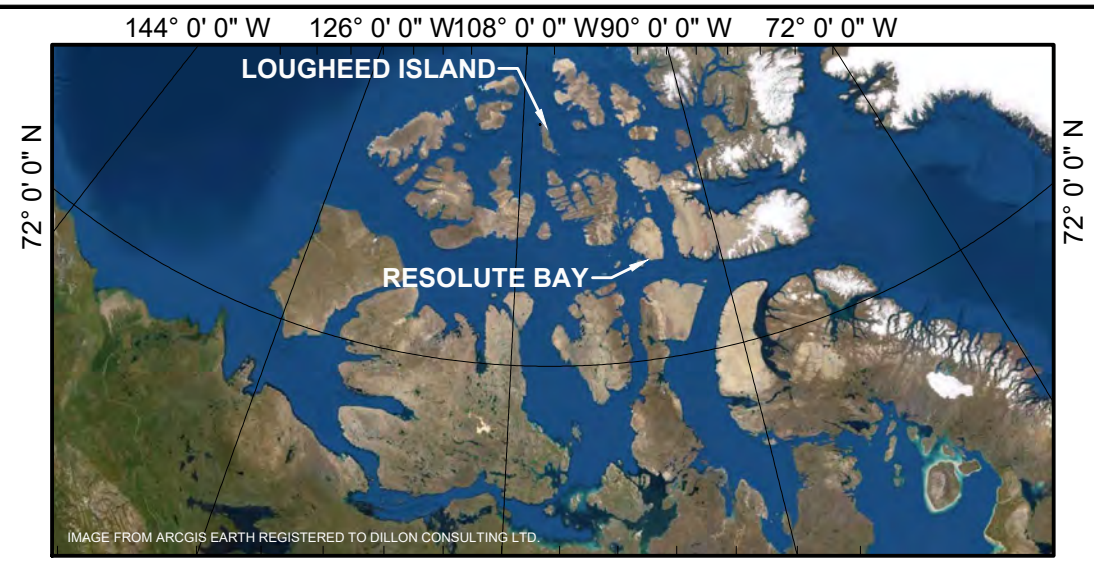 144° 0' 0" W 126° 0' 0" W 108° 0' 0" W 90° 0' 0" W 72° 0' 0" W
LOUGHEED ISLAND
72° 0' 0" N
72° 0' 0" N
RESOLUTE BAY
IMAGE FROM ARCGIS EARTH REGISTERED TO DILLON CONSULTING LTD.